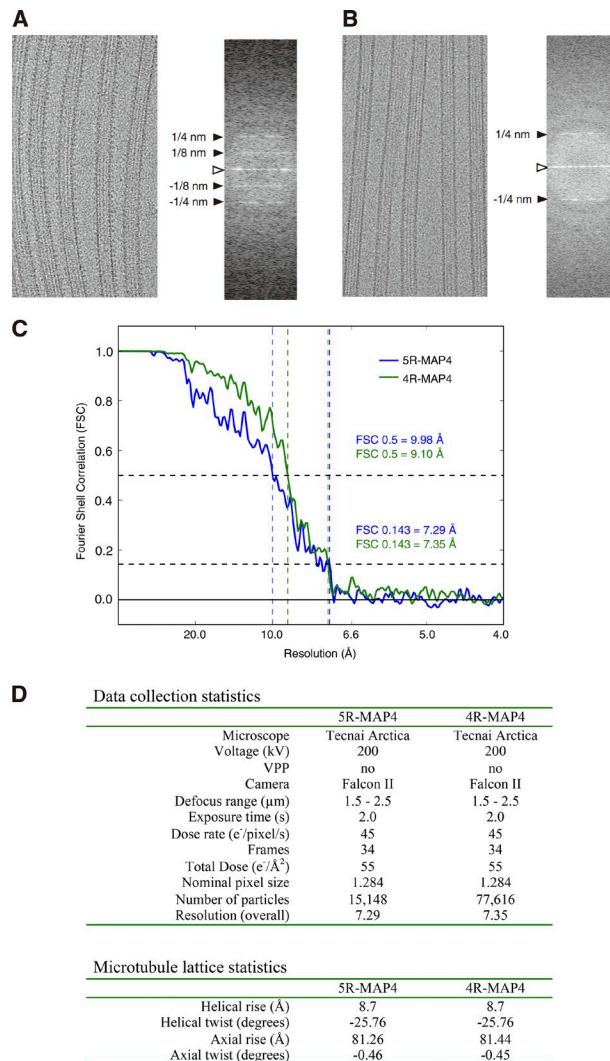 A
B
1/4 nm
1/8 nm
-1/8 nm
-1/4 nm
1/4 nm
-1/4 nm
C
Fourier Shell Correlation (FSC)
1.0
0.8
0.6
0.4
0.2
0.0
5R-MAP4
4R-MAP4
FSC 0.5 = 9.98 Å
FSC 0.5 = 9.10 Å
FSC 0.143 = 7.29 Å
FSC 0.143 = 7.35 Å
20.0 10.0 6.6 5.0 4.0
Resolution (Å)
D
Data collection statistics
5R-MAP4 4R-MAP4
Microscope Tecnai Arctica Tecnai Arctica
Voltage (kV) 200 200
VPP no no
Camera Falcon II Falcon II
Defocus range (µm) 1.5 - 2.5 1.5 - 2.5
Exposure time (s) 2.0 2.0
Dose rate (e⁻/pixel/s) 45 45
Frames 34 34
Total Dose (e⁻/Å²) 55 55
Nominal pixel size 1.284 1.284
Number of particles 15,148 77,616
Resolution (overall) 7.29 7.35
Microtubule lattice statistics
5R-MAP4 4R-MAP4
Helical rise (Å) 8.7 8.7
Helical twist (degrees) -25.76 -25.76
Axial rise (Å) 81.26 81.44
Axial twist (degrees) -0.46 -0.45